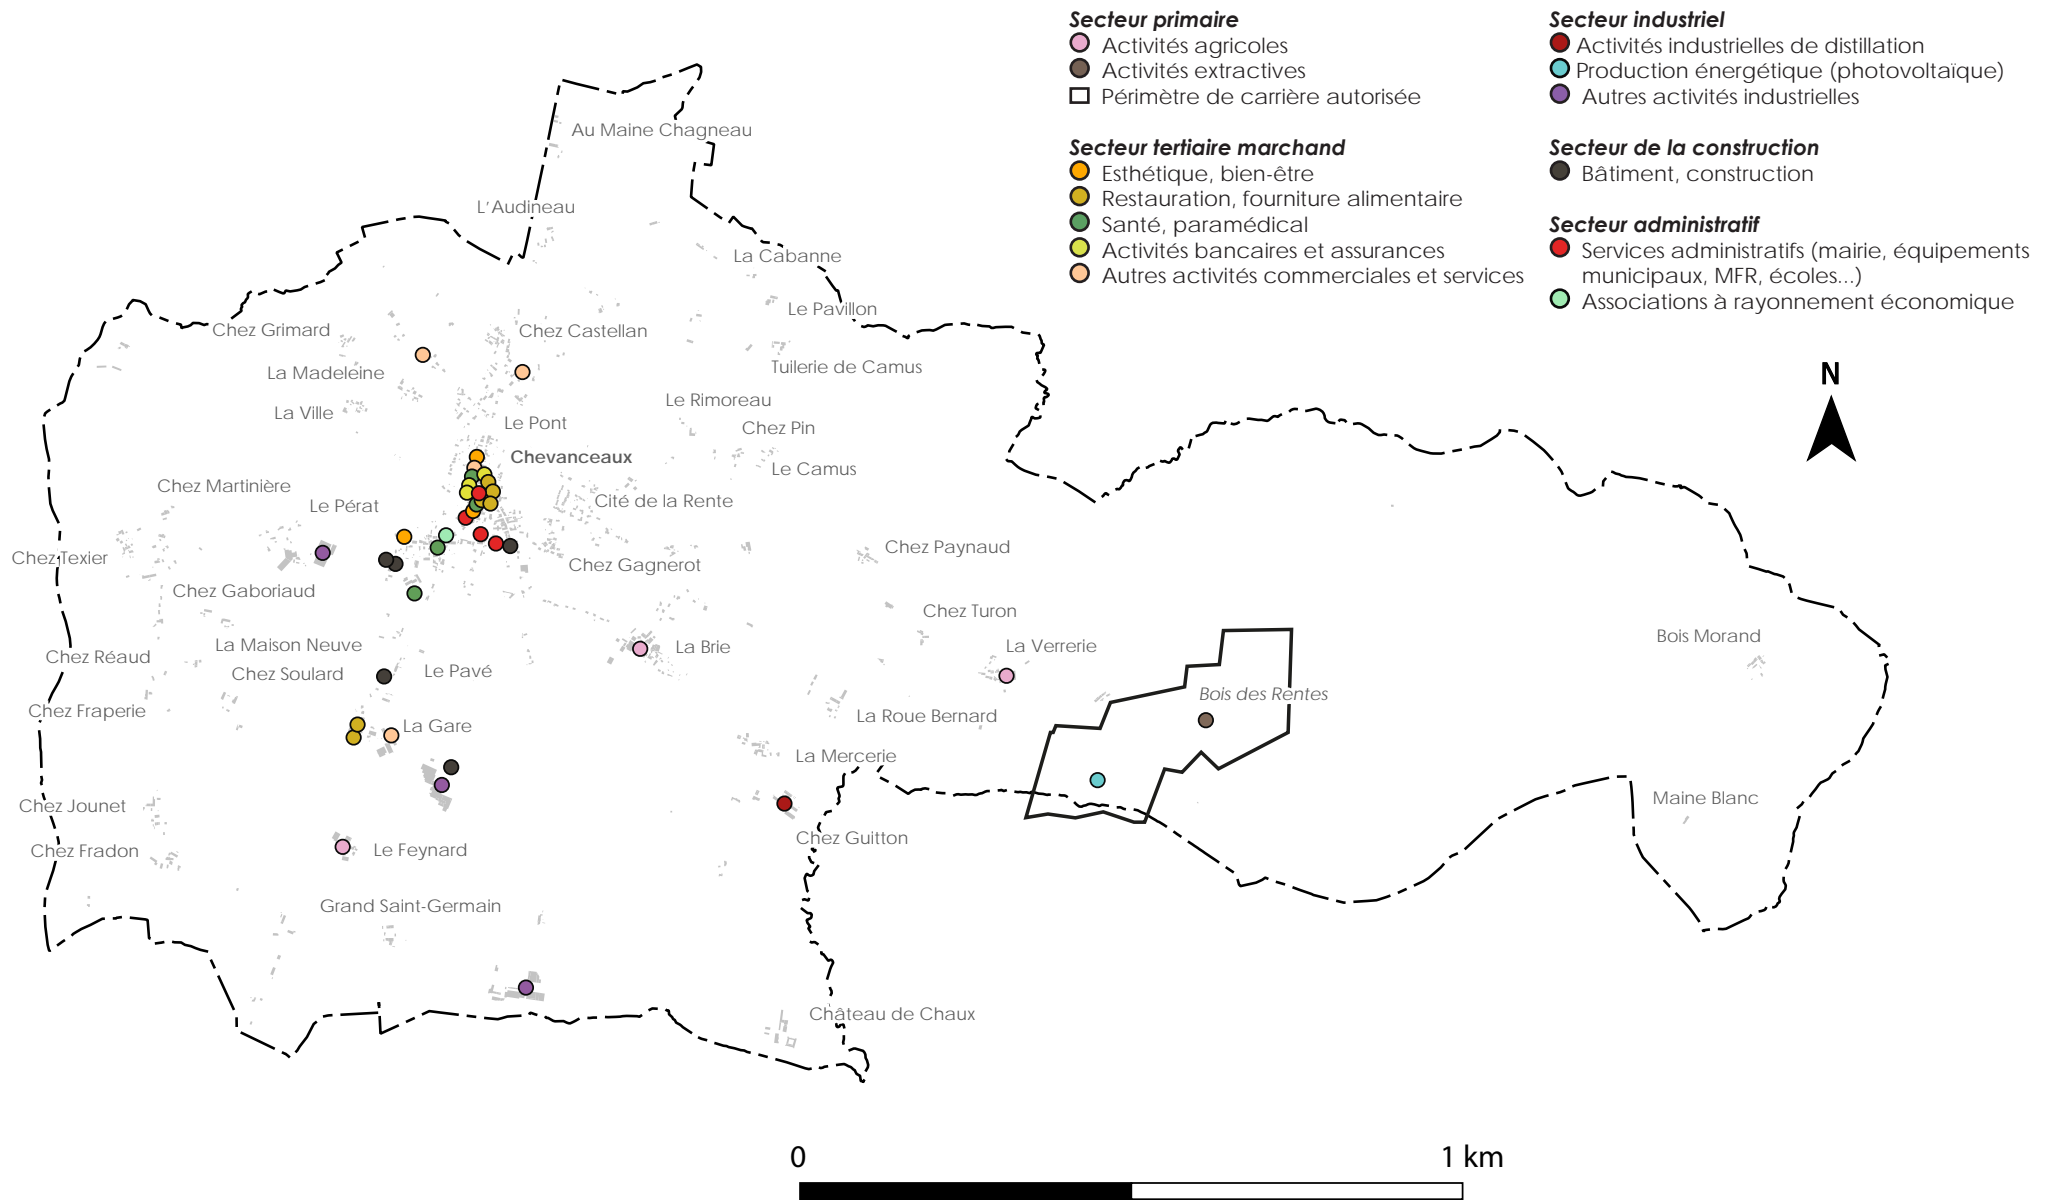 Secteur primaire
Activités agricoles
Activités extractives
Périmètre de carrière autorisée
Secteur tertiaire marchand
Esthétique, bien-être
Restauration, fourniture alimentaire
Santé, paramédical
Activités bancaires et assurances
Autres activités commerciales et services
Secteur industriel
Activités industrielles de distillation
Production énergétique (photovoltaïque)
Autres activités industrielles
Secteur de la construction
Bâtiment, construction
Secteur administratif
Services administratifs (mairie, équipements
municipaux, MFR, écoles...)
Associations à rayonnement économique
N
Au Maine Chagneau
L'Audineau
La Cabanne
Le Pavillon
Chez Grimard
Chez Castellan
Tuilerie de Camus
La Madeleine
La Ville
Le Rimoreau
Le Pont
Chez Pin
Chevanceaux
Le Camus
Chez Martinière
Cité de la Rente
Le Pérat
Chez Texier
Chez Paynaud
Chez Gagnerot
Chez Gaboriaud
Chez Turon
La Maison Neuve
La Brie
La Verrerie
Bois Morand
Chez Réaud
Chez Soulard
Le Pavé
Bois des Rentes
Chez Fraperie
La Roue Bernard
La Gare
La Mercerie
Chez Jounet
Maine Blanc
Chez Guitton
Chez Fradon
Le Feynard
Grand Saint-Germain
Château de Chaux
0
1 km